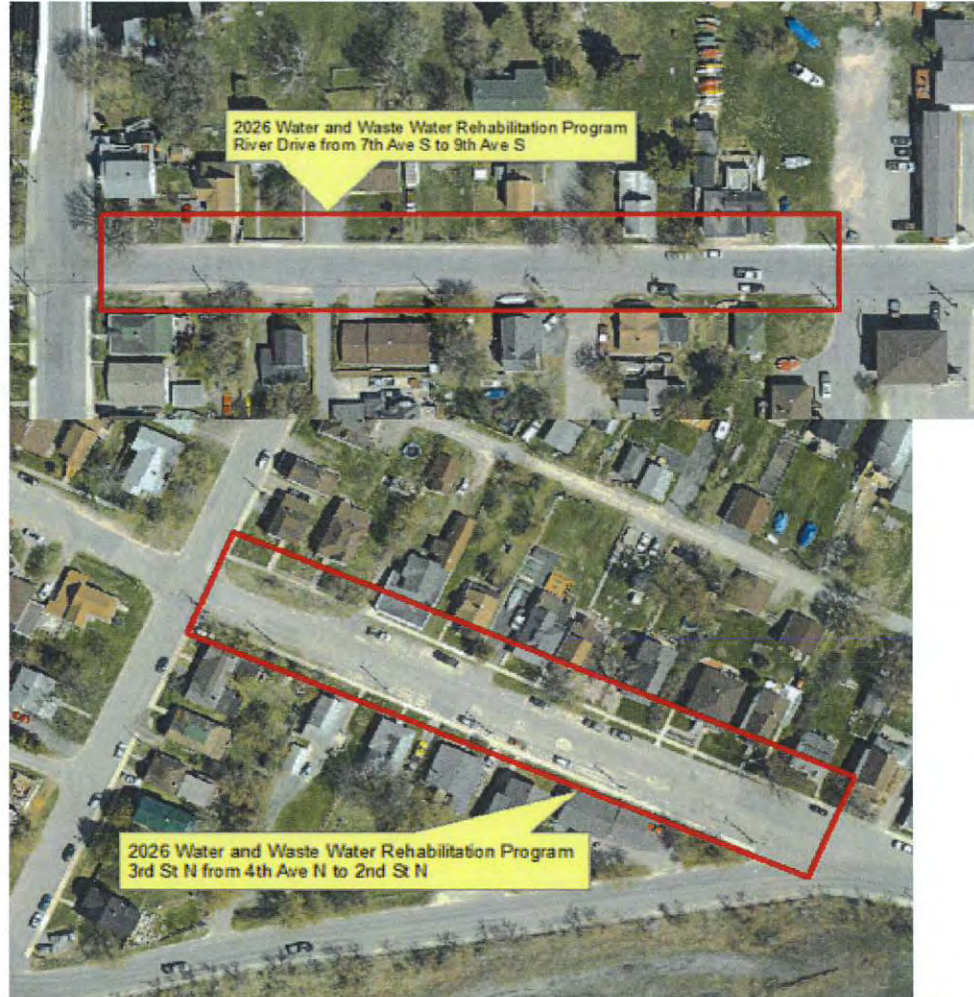 2026 Water and Waste Water Rehabilitation Program
River Drive from 7th Ave S to 9th Ave S
2026 Water and Waste Water Rehabilitation Program
3rd St N from 4th Ave N to 2nd St N